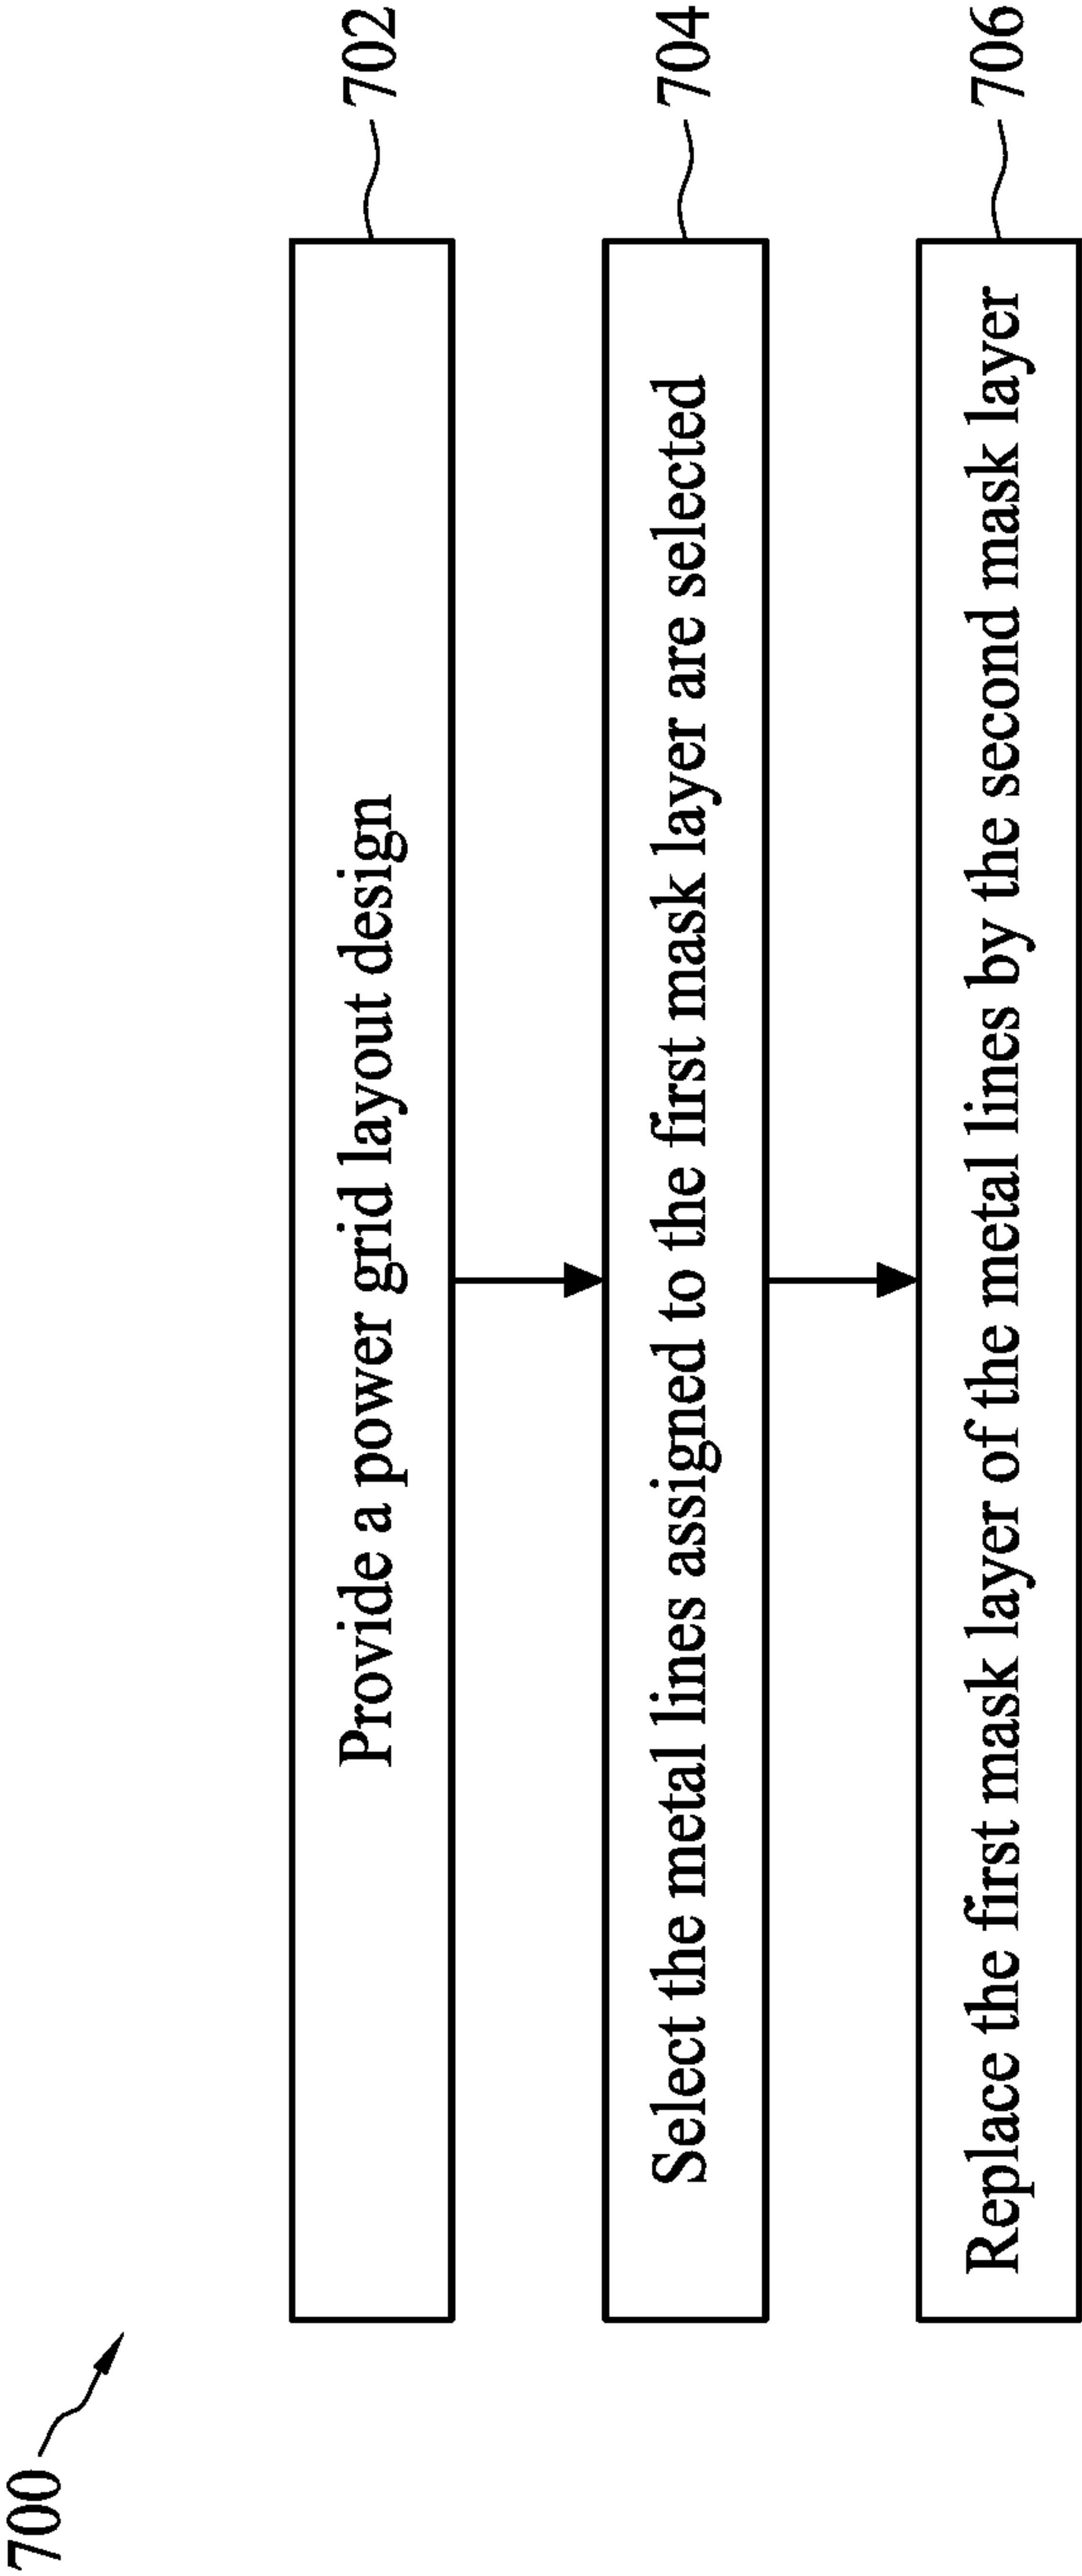 700
Provide a power grid layout design
702
Select the metal lines assigned to the first mask layer are selected
704
Replace the first mask layer of the metal lines by the second mask layer
706